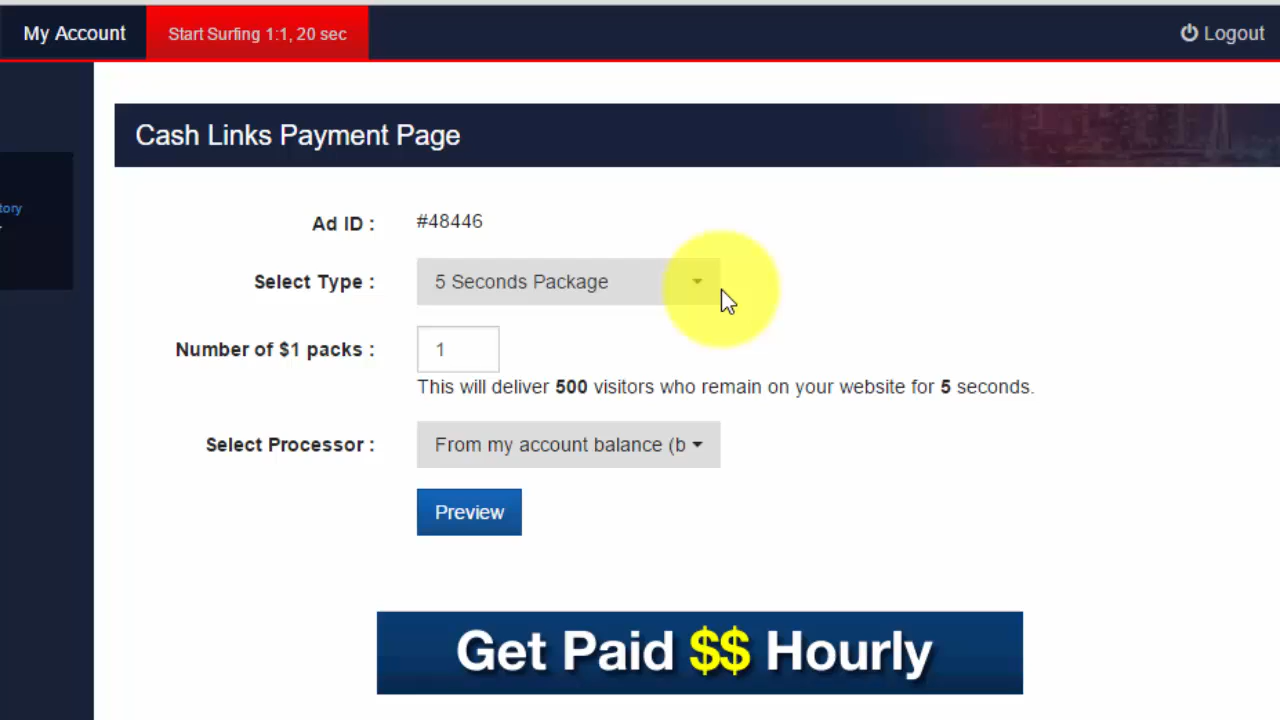 My Account
Start Surfing 1:1, 20 sec
Logout
Cash Links Payment Page
tory
Ad ID : #48446
Select Type : 5 Seconds Package
Number of $1 packs : 1
This will deliver 500 visitors who remain on your website for 5 seconds.
Select Processor : From my account balance (b
Preview
Get Paid $$ Hourly